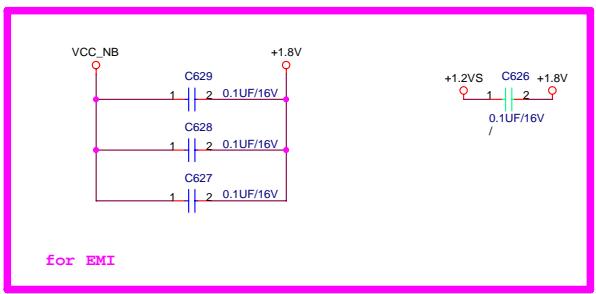 VCC_NB +1.8V
C629
1 2 0.1UF/16V
C628
1 2 0.1UF/16V
C627
1 2 0.1UF/16V
+1.2VS C626 +1.8V
1 2
0.1UF/16V
/
for EMI